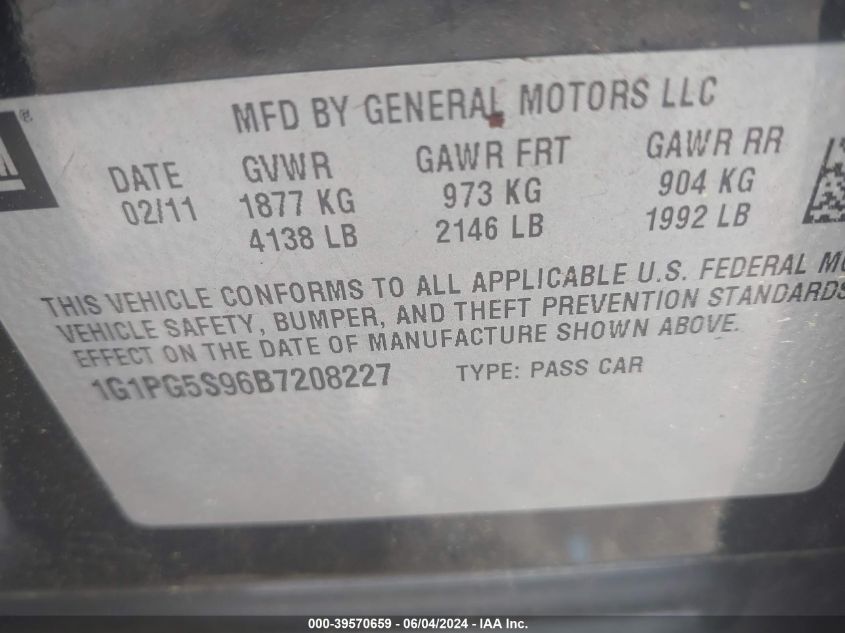 MFD BY GENERAL MOTORS LLC
DATE GVWR GAWR FRT GAWR RR
02/11 1877 KG 973 KG 904 KG
4138 LB 2146 LB 1992 LB
THIS VEHICLE CONFORMS TO ALL APPLICABLE U.S. FEDERAL
VEHICLE SAFETY, BUMPER, AND THEFT PREVENTION STANDARDS
EFFECT ON THE DATE OF MANUFACTURE SHOWN ABOVE.
1G1PG5S96B7208227 TYPE: PASS CAR
000-39570659 - 06/04/2024 - IAA Inc.